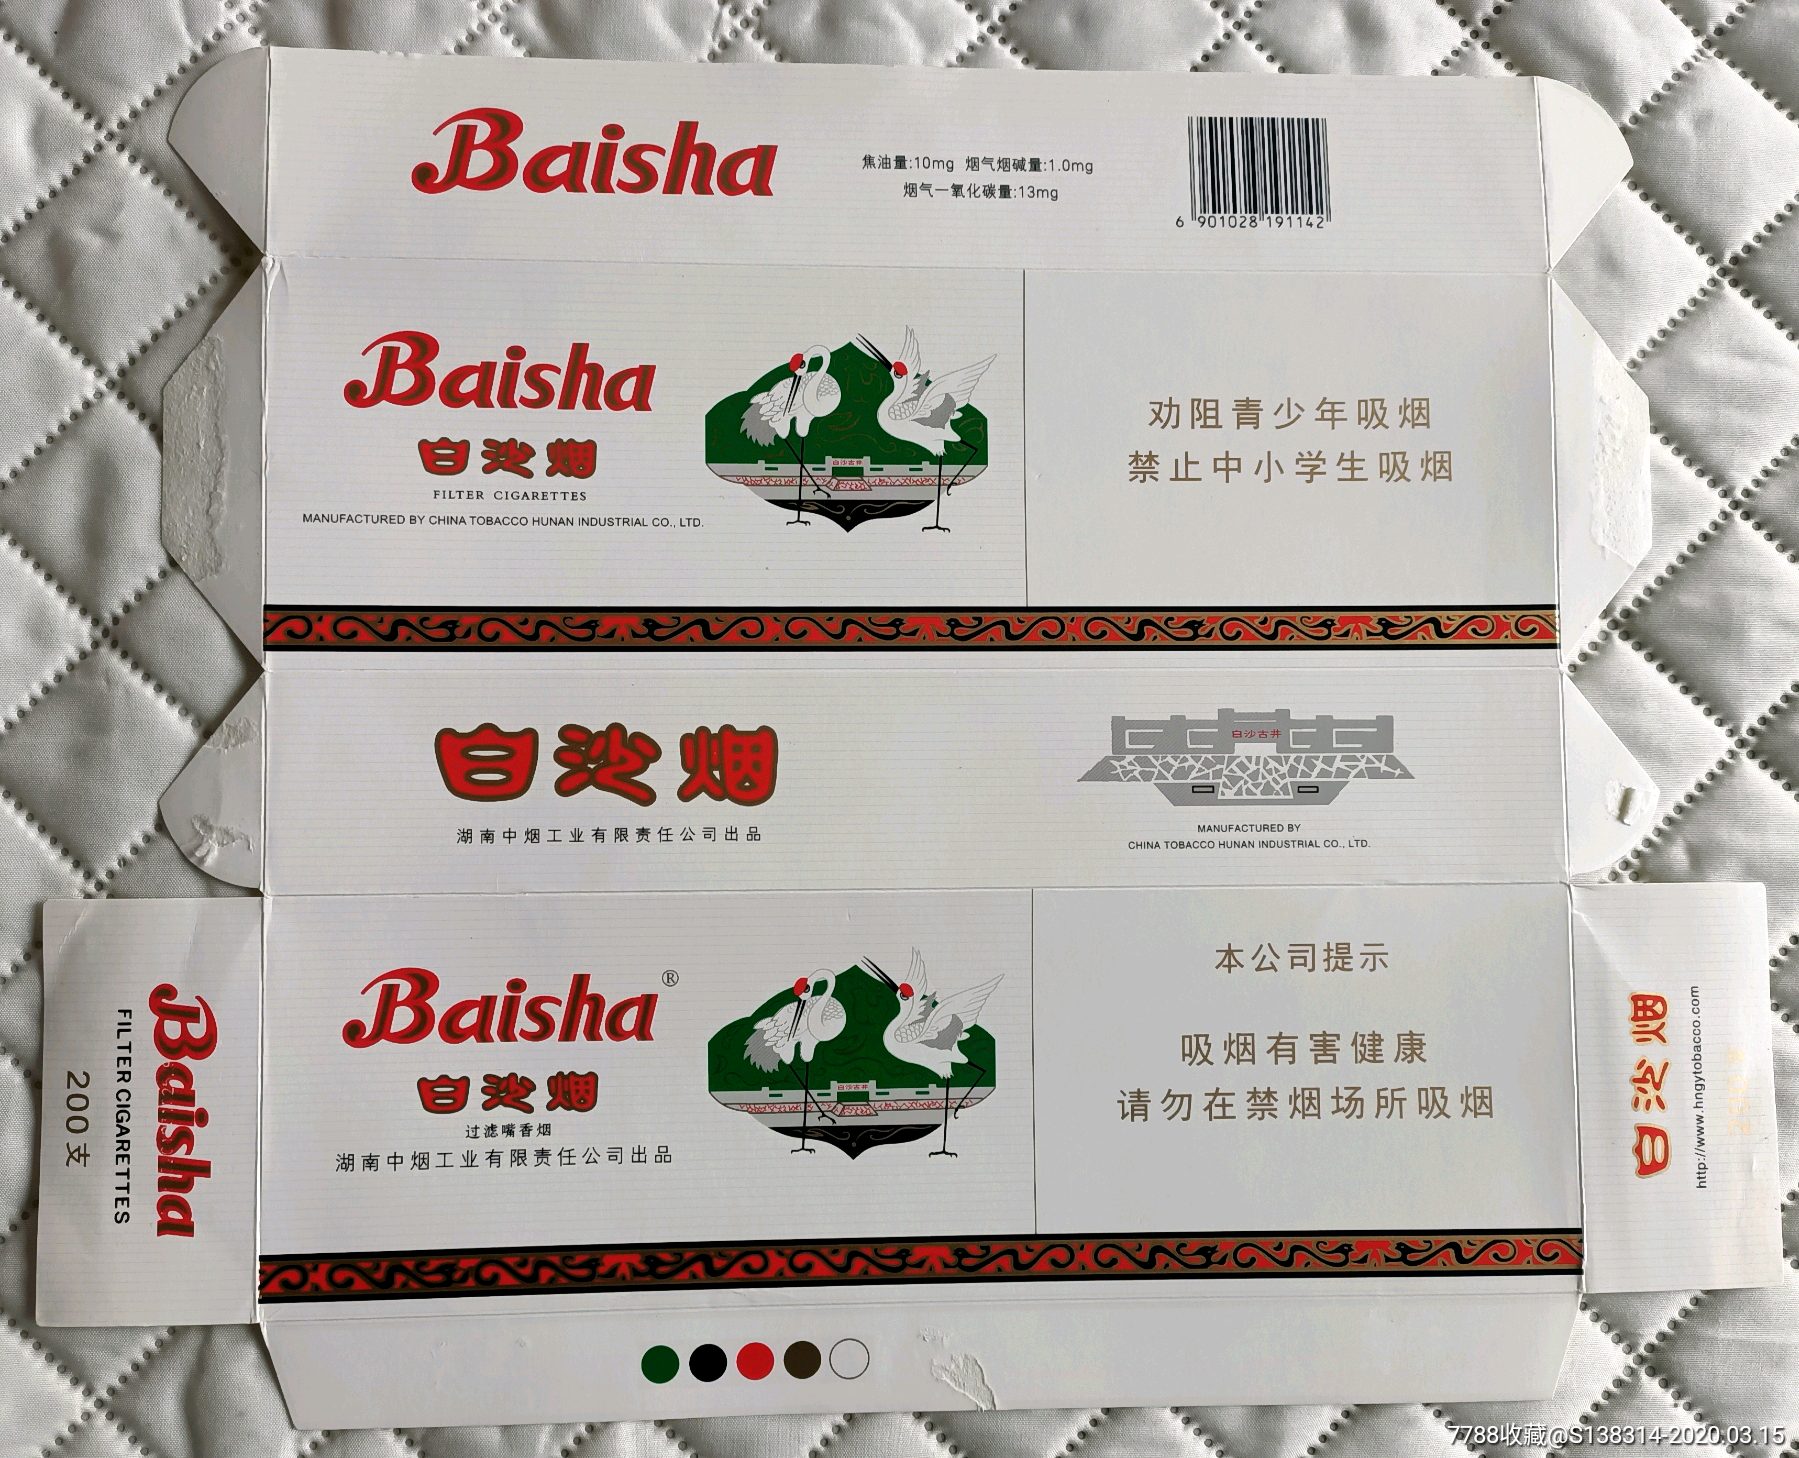 Baisha
焦油量:10mg 烟气烟碱量:1.0mg
烟气一氧化碳量:13mg
6 901028 191142
Baisha
白沙烟
FILTER CIGARETTES
MANUFACTURED BY CHINA TOBACCO HUNAN INDUSTRIAL CO., LTD.
白沙古井
劝阻青少年吸烟
禁止中小学生吸烟
白沙烟
湖南中烟工业有限责任公司出品
白沙古井
MANUFACTURED BY
CHINA TOBACCO HUNAN INDUSTRIAL CO., LTD.
Baisha
FILTER CIGARETTES
200支
Baisha®
白沙烟
过滤嘴香烟
湖南中烟工业有限责任公司出品
白沙古井
本公司提示
吸烟有害健康
请勿在禁烟场所吸烟
白沙烟
http://www.hngytobacco.com
7788收藏@S138314-2020.03.15